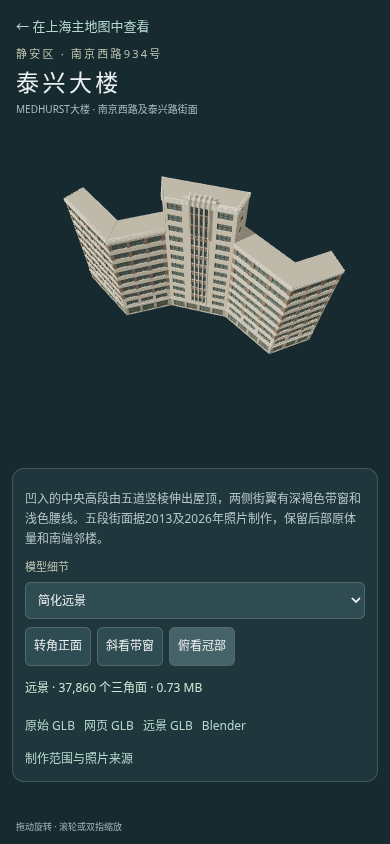 ← 在上海主地图中查看
静安区 · 南京西路934号
泰兴大楼
MEDHURST大楼 · 南京西路及泰兴路街面
凹入的中央高段由五道竖棱伸出屋顶，两侧街翼有深褐色带窗和
浅色腰线。五段街面据2013及2026年照片制作，保留后部原体
量和南端邻楼。
模型细节
简化远景
转角正面 斜看带窗 俯看冠部
远景 · 37,860 个三角面 · 0.73 MB
原始 GLB 网页 GLB 远景 GLB Blender
制作范围与照片来源
拖动旋转 · 滚轮或双指缩放